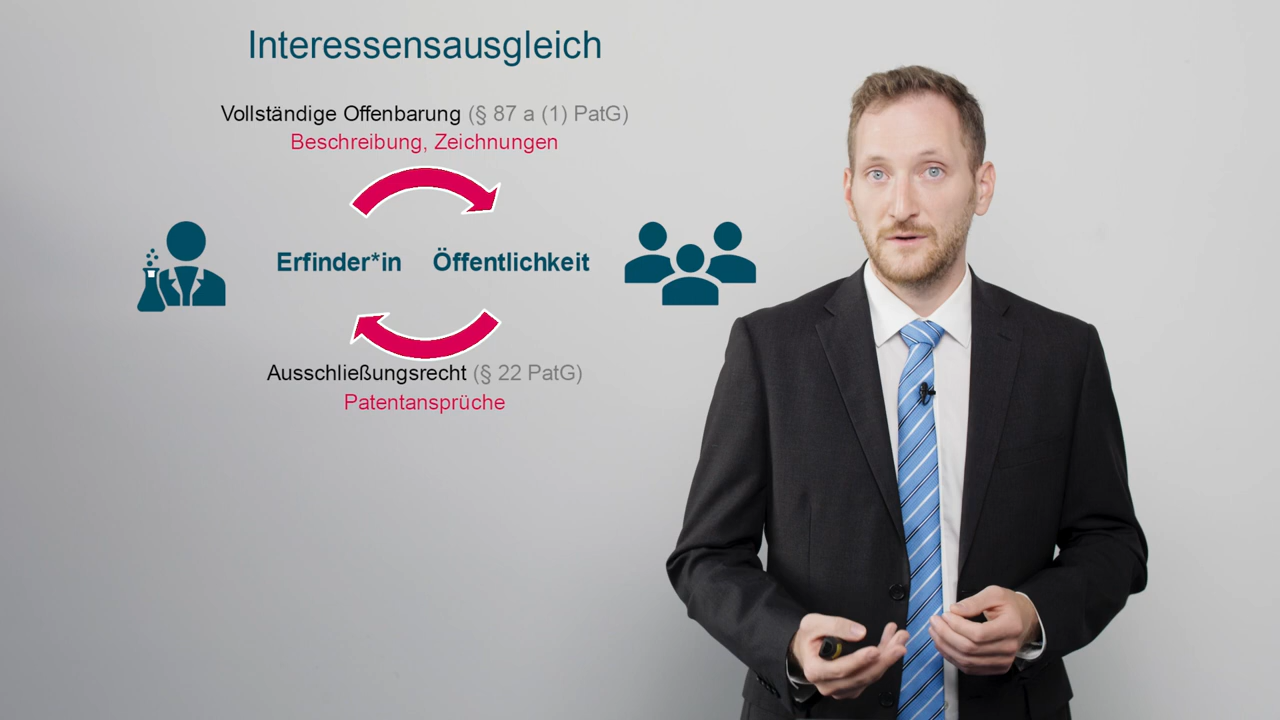 Interessensausgleich
Vollständige Offenbarung (§ 87 a (1) PatG)
Beschreibung, Zeichnungen
Erfinder*in Öffentlichkeit
Ausschließungsrecht (§ 22 PatG)
Patentansprüche